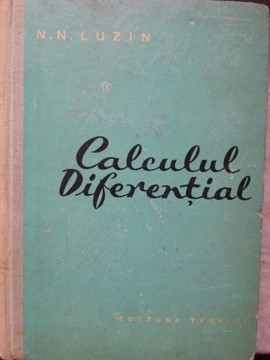 N. N. LUZIN
Calculul
Diferențial
EDITURA TEHNICĂ